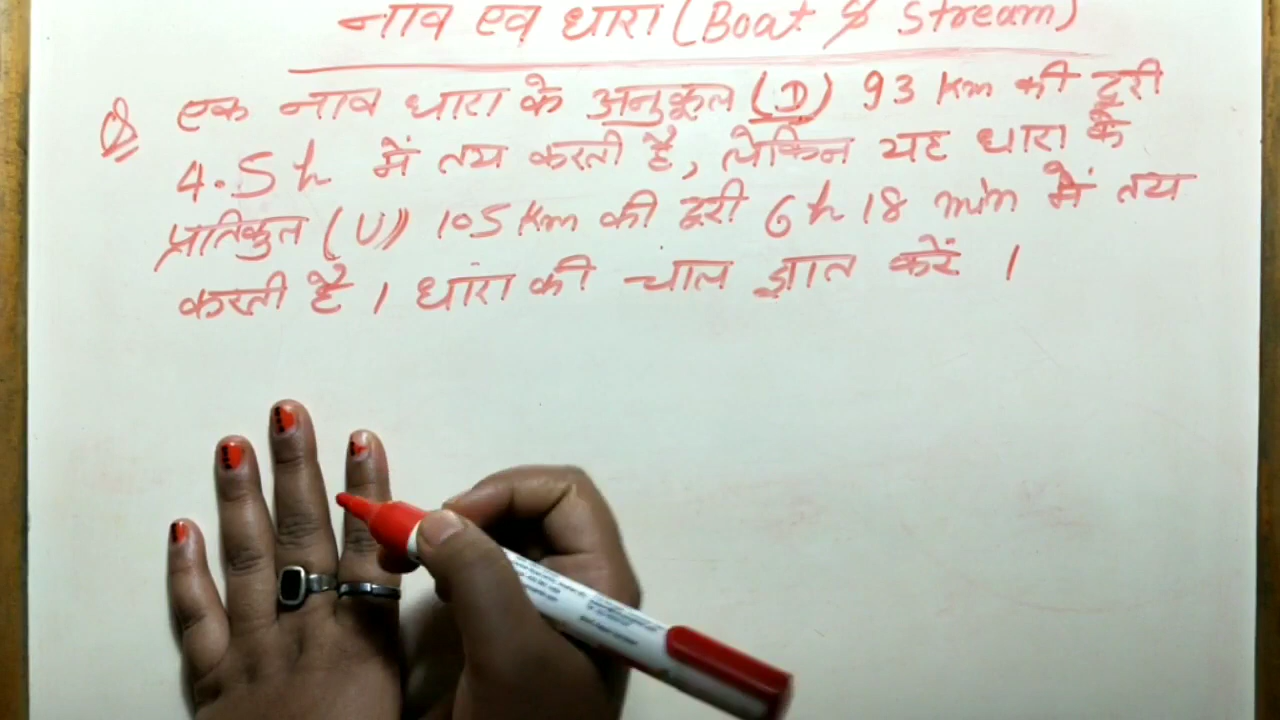 नाव एव धारा (Boat & Stream)
Q एक नाव धारा के अनुकूल (D) 93 Km की दूरी
4.5 h में तय करती है, लेकिन यह धारा के
प्रतिकुल (U) 105 Km की दूरी 6 h 18 min में तय
करती है । धारा की चाल ज्ञात करें ।